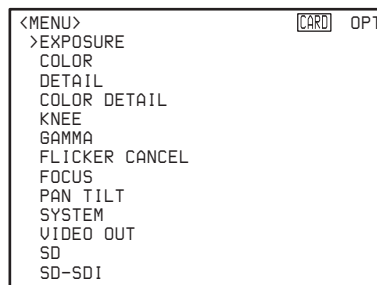 <MENU> CARD OPT
>EXPOSURE
COLOR
DETAIL
COLOR DETAIL
KNEE
GAMMA
FLICKER CANCEL
FOCUS
PAN TILT
SYSTEM
VIDEO OUT
SD
SD-SDI